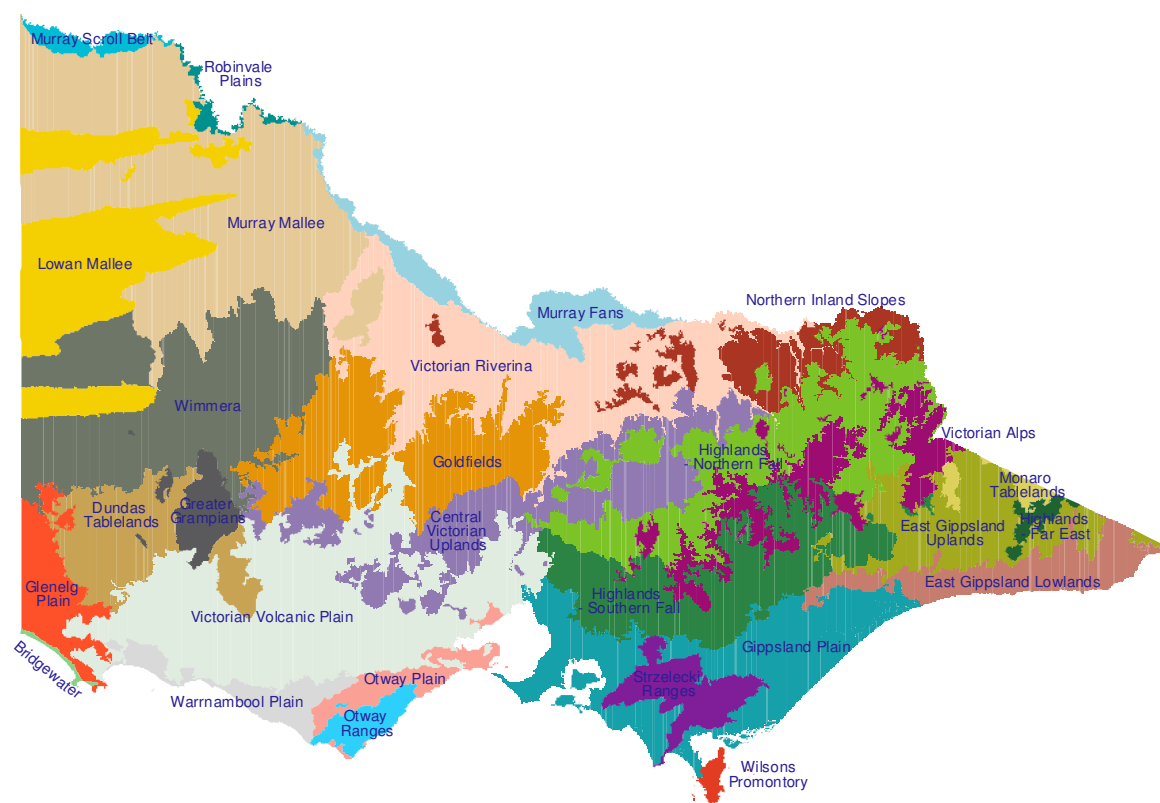 Murray Scroll Belt
Robinvale
Plains
Murray Mallee
Lowan Mallee
Northern Inland Slopes
Murray Fans
Victorian Riverina
Wimmera
Victorian Alps
Highlands
- Northern Fall
Goldfields
Monaro
Tablelands
Greater
Grampians
Dundas
Tablelands
Central
Victorian
Uplands
Highlands
Far East
East Gippsland
Uplands
East Gippsland Lowlands
Glenelg
Plain
Highlands
- Southern Fall
Victorian Volcanic Plain
Gippsland Plain
Bridgewater
Otway Plain
Strzelecki
Ranges
Warrnambool Plain
Otway
Ranges
Wilsons
Promontory